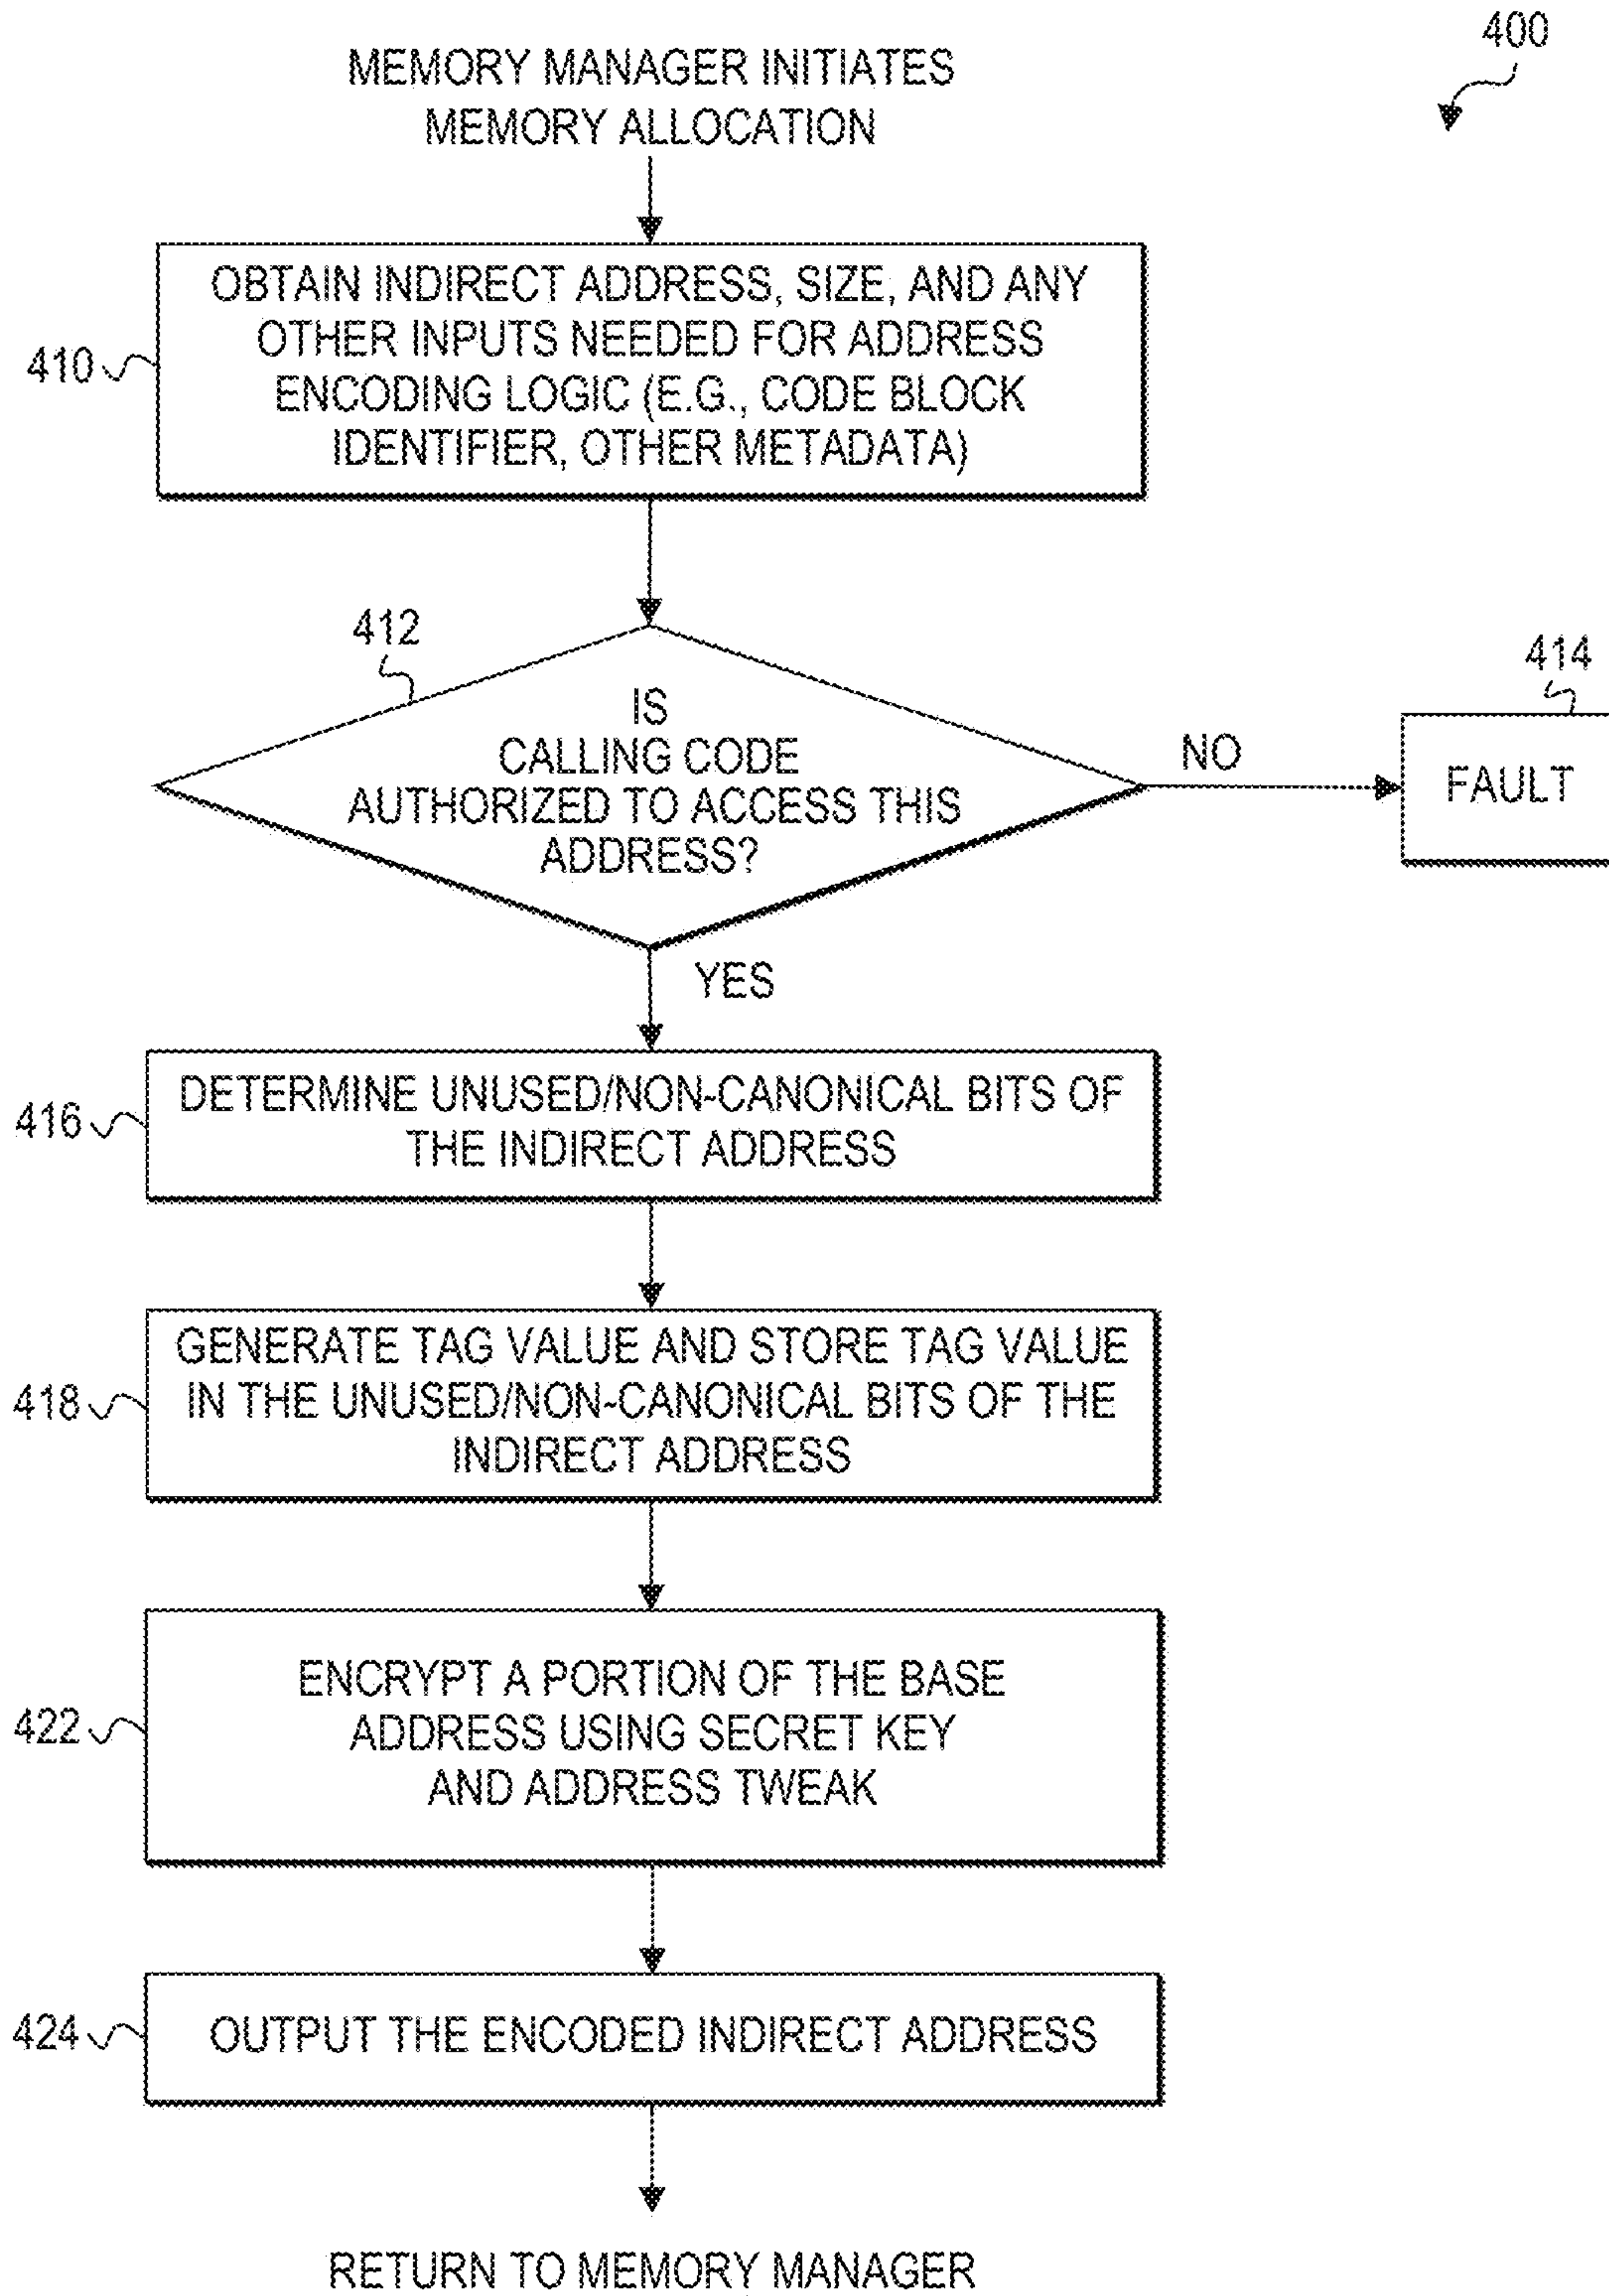 400
MEMORY MANAGER INITIATES
MEMORY ALLOCATION
410
OBTAIN INDIRECT ADDRESS, SIZE, AND ANY
OTHER INPUTS NEEDED FOR ADDRESS
ENCODING LOGIC (E.G., CODE BLOCK
IDENTIFIER, OTHER METADATA)
412
IS
CALLING CODE
AUTHORIZED TO ACCESS THIS
ADDRESS?
NO
414
FAULT
YES
416
DETERMINE UNUSED/NON-CANONICAL BITS OF
THE INDIRECT ADDRESS
418
GENERATE TAG VALUE AND STORE TAG VALUE
IN THE UNUSED/NON-CANONICAL BITS OF THE
INDIRECT ADDRESS
422
ENCRYPT A PORTION OF THE BASE
ADDRESS USING SECRET KEY
AND ADDRESS TWEAK
424
OUTPUT THE ENCODED INDIRECT ADDRESS
RETURN TO MEMORY MANAGER